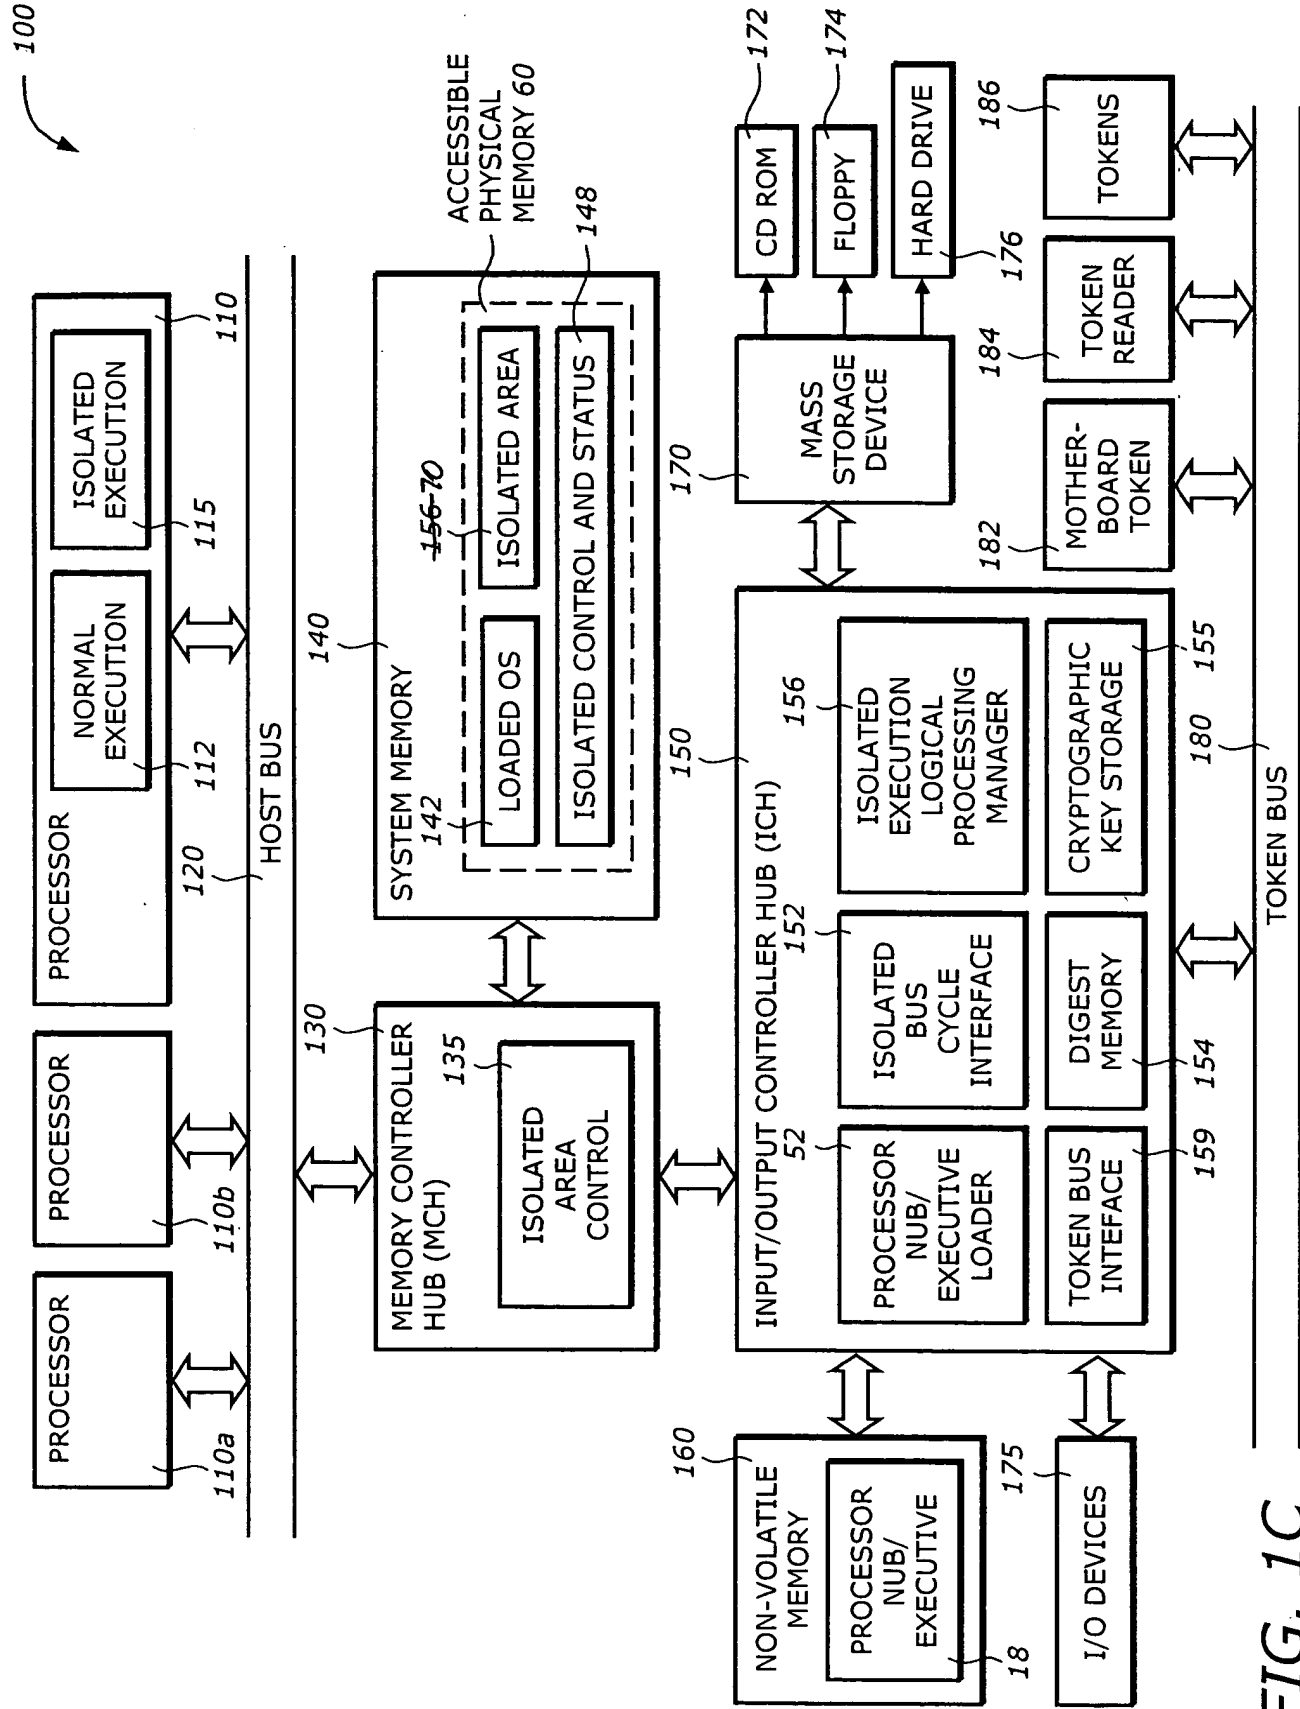 100
PROCESSOR
110a
PROCESSOR
110b
PROCESSOR
NORMAL
EXECUTION
112
ISOLATED
EXECUTION
115
110
120
HOST BUS
130
MEMORY CONTROLLER
HUB (MCH)
135
ISOLATED
AREA
CONTROL
140
SYSTEM MEMORY
142
LOADED OS
156 70
ISOLATED AREA
ISOLATED CONTROL AND STATUS
148
ACCESSIBLE
PHYSICAL
MEMORY 60
150
INPUT/OUTPUT CONTROLLER HUB (ICH)
52
PROCESSOR
NUB/
EXECUTIVE
LOADER
152
ISOLATED
BUS
CYCLE
INTERFACE
156
ISOLATED
EXECUTION
LOGICAL
PROCESSING
MANAGER
TOKEN BUS
INTEFACE
159
DIGEST
MEMORY
154
CRYPTOGRAPHIC
KEY STORAGE
155
160
NON-VOLATILE
MEMORY
PROCESSOR
NUB/
EXECUTIVE
18
175
I/O DEVICES
170
MASS
STORAGE
DEVICE
CD ROM
172
FLOPPY
174
HARD DRIVE
176
182
MOTHER-
BOARD
TOKEN
184
TOKEN
READER
186
TOKENS
180
TOKEN BUS
FIG. 1C